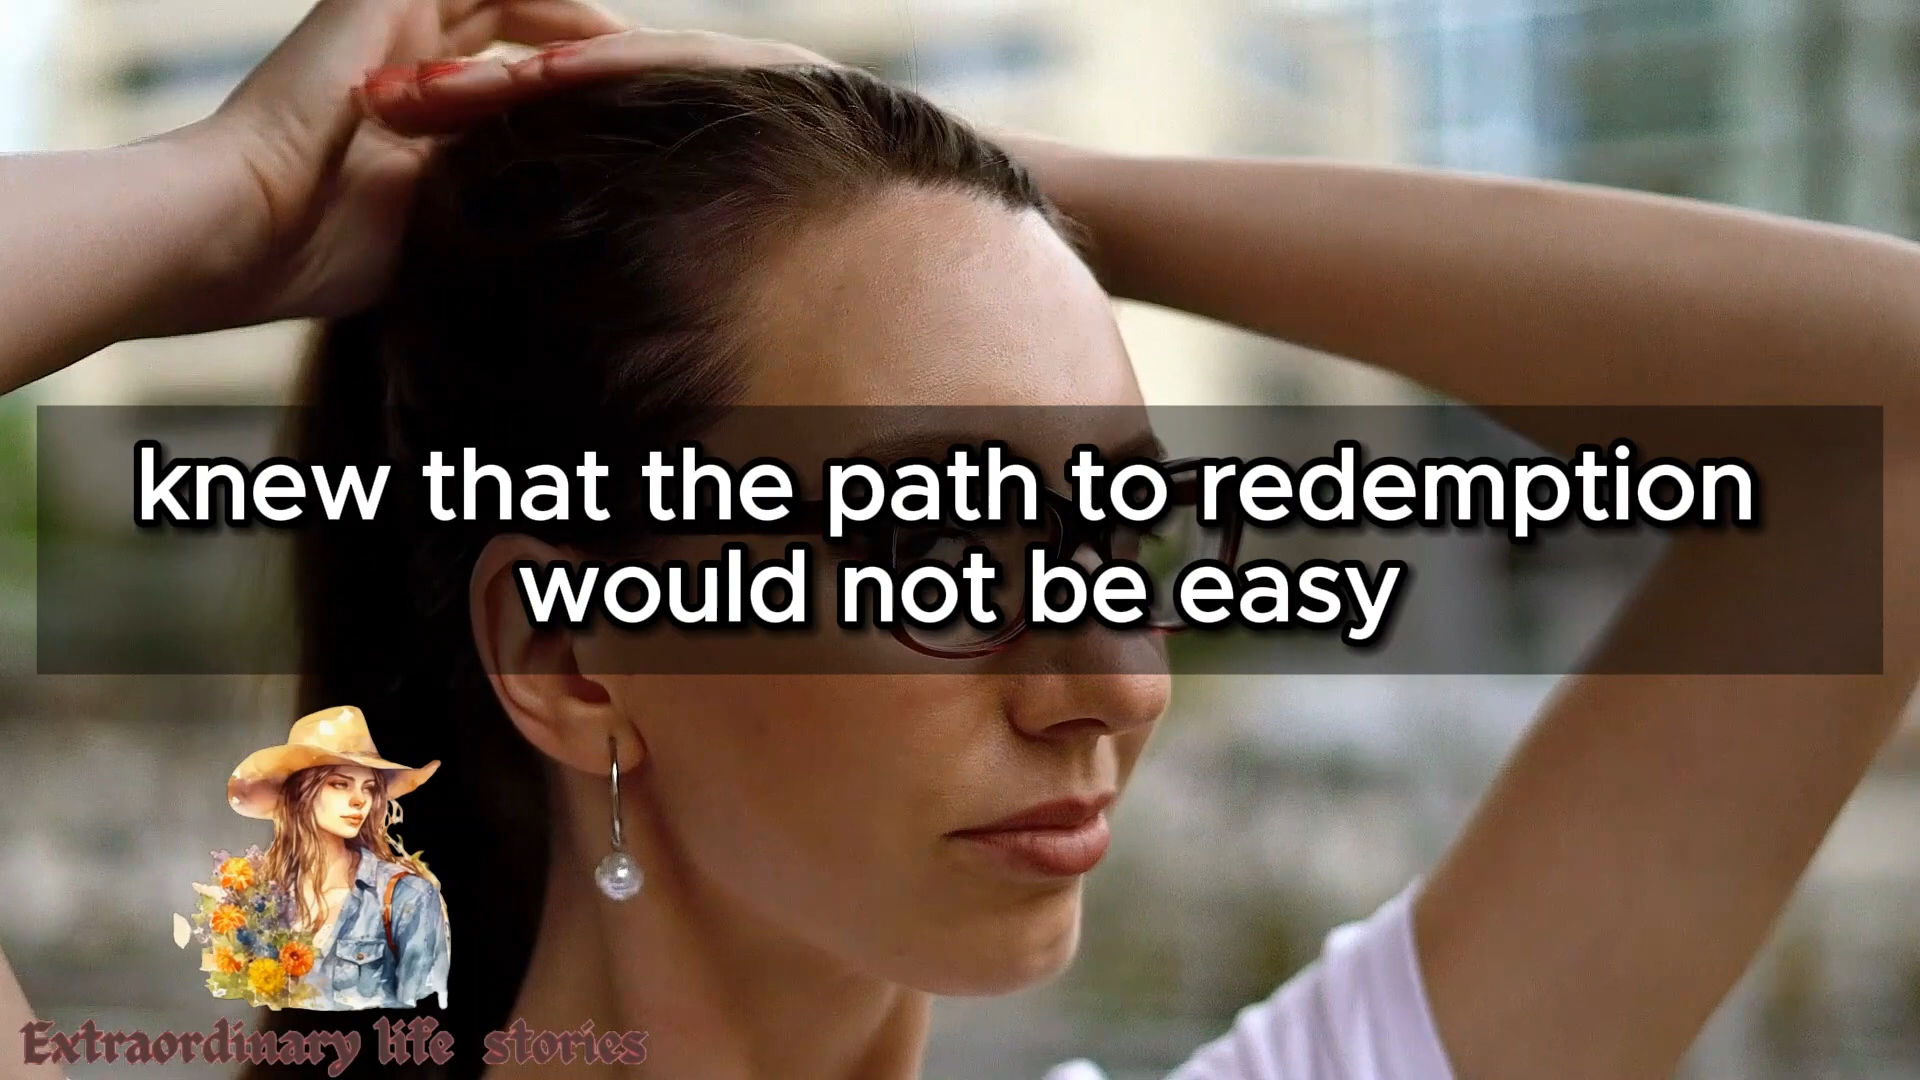 knew that the path to redemption
would not be easy
Extraordinary life stories